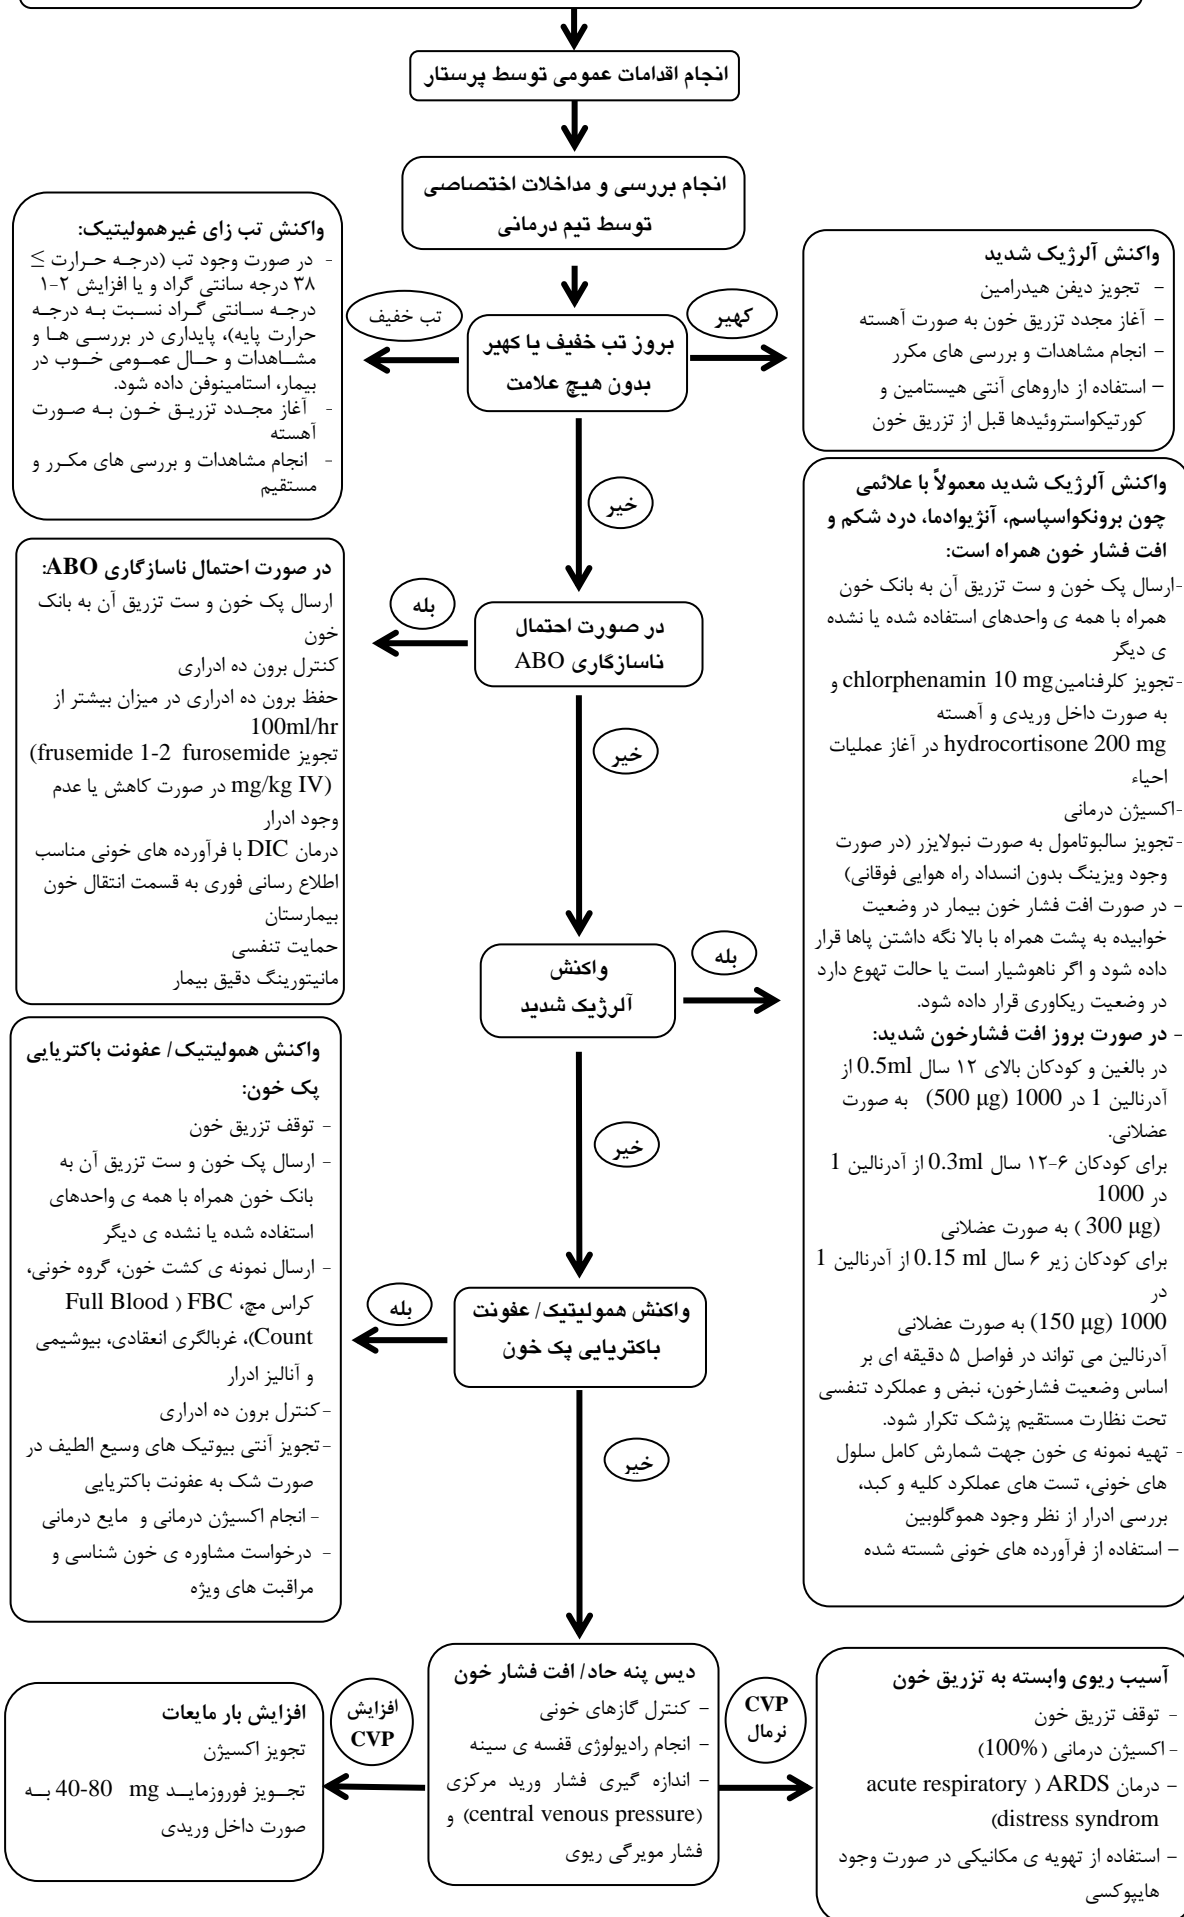 انجام اقدامات عمومی توسط پرستار
انجام بررسی و مداخلات اختصاصی
توسط تیم درمانی
واکنش تب زای غیرهمولیتیک:
- در صورت وجود تب (درجه حرارت ≥
۳۸ درجه سانتی گراد و یا افزایش ۲-۱
درجه سانتی گراد نسبت به درجه
حرارت پایه)، پایداری در بررسی ها و
مشاهدات و حال عمومی خوب در
بیمار، استامینوفن داده شود.
- آغاز مجدد تزریق خون به صورت
آهسته
- انجام مشاهدات و بررسی های مکرر و
مستقیم
تب خفیف
بروز تب خفیف یا کهیر
بدون هیچ علامت
کهیر
واکنش آلرژیک شدید
- تجویز دیفن هیدرامین
- آغاز مجدد تزریق خون به صورت آهسته
- انجام مشاهدات و بررسی های مکرر
- استفاده از داروهای آنتی هیستامین و
کورتیکواستروئیدها قبل از تزریق خون
خیر
در صورت احتمال
ناسازگاری ABO
بله
در صورت احتمال ناسازگاری ABO:
ارسال پک خون و ست تزریق آن به بانک
خون
کنترل برون ده ادراری
حفظ برون ده ادراری در میزان بیشتر از
100ml/hr
تجویز frusemide 1-2 furosemide)
(mg/kg IV در صورت کاهش یا عدم
وجود ادرار
درمان DIC با فرآورده های خونی مناسب
اطلاع رسانی فوری به قسمت انتقال خون
بیمارستان
حمایت تنفسی
مانیتورینگ دقیق بیمار
خیر
واکنش
آلرژیک شدید
بله
واکنش آلرژیک شدید معمولاً با علائمی
چون برونکواسپاسم، آنژیوادما، درد شکم و
افت فشار خون همراه است:
-ارسال پک خون و ست تزریق آن به بانک خون
همراه با همه ی واحدهای استفاده شده یا نشده
ی دیگر
-تجویز کلرفنامین chlorphenamin 10 mg و
به صورت داخل وریدی و آهسته
hydrocortisone 200 mg در آغاز عملیات
احیاء
-اکسیژن درمانی
-تجویز سالبوتامول به صورت نبولایزر (در صورت
وجود ویزینگ بدون انسداد راه هوایی فوقانی)
- در صورت افت فشار خون بیمار در وضعیت
خوابیده به پشت همراه با بالا نگه داشتن پاها قرار
داده شود و اگر ناهوشیار است یا حالت تهوع دارد
در وضعیت ریکاوری قرار داده شود.
- در صورت بروز افت فشارخون شدید:
در بالغین و کودکان بالای ۱۲ سال 0.5ml از
آدرنالین 1 در 1000 (500 µg) به صورت
عضلانی.
برای کودکان ۶-۱۲ سال 0.3ml از آدرنالین 1
در 1000
(300 µg ) به صورت عضلانی
برای کودکان زیر ۶ سال 0.15 ml از آدرنالین 1
در
1000 (150 µg) به صورت عضلانی
آدرنالین می تواند در فواصل ۵ دقیقه ای بر
اساس وضعیت فشارخون، نبض و عملکرد تنفسی
تحت نظارت مستقیم پزشک تکرار شود.
- تهیه نمونه ی خون جهت شمارش کامل سلول
های خونی، تست های عملکرد کلیه و کبد،
بررسی ادرار از نظر وجود هموگلوبین
- استفاده از فرآورده های خونی شسته شده
خیر
واکنش همولیتیک/ عفونت
باکتریایی پک خون
بله
واکنش همولیتیک/ عفونت باکتریایی
پک خون:
- توقف تزریق خون
- ارسال پک خون و ست تزریق آن به
بانک خون همراه با همه ی واحدهای
استفاده شده یا نشده ی دیگر
- ارسال نمونه ی کشت خون، گروه خونی،
کراس مچ، FBC ( Full Blood
Count)، غربالگری انعقادی، بیوشیمی
و آنالیز ادرار
-کنترل برون ده ادراری
-تجویز آنتی بیوتیک های وسیع الطیف در
صورت شک به عفونت باکتریایی
- انجام اکسیژن درمانی و مایع درمانی
- درخواست مشاوره ی خون شناسی و
مراقبت های ویژه
خیر
دیس پنه حاد/ افت فشار خون
- کنترل گازهای خونی
- انجام رادیولوژی قفسه ی سینه
- اندازه گیری فشار ورید مرکزی
(central venous pressure) و
فشار مویرگی ریوی
افزایش
CVP
افزایش بار مایعات
تجویز اکسیژن
تجویز فوروزماید 40-80 mg به
صورت داخل وریدی
CVP
نرمال
آسیب ریوی وابسته به تزریق خون
- توقف تزریق خون
-اکسیژن درمانی (100%)
- درمان ARDS ( acute respiratory
distress syndrom)
- استفاده از تهویه ی مکانیکی در صورت وجود
هایپوکسی